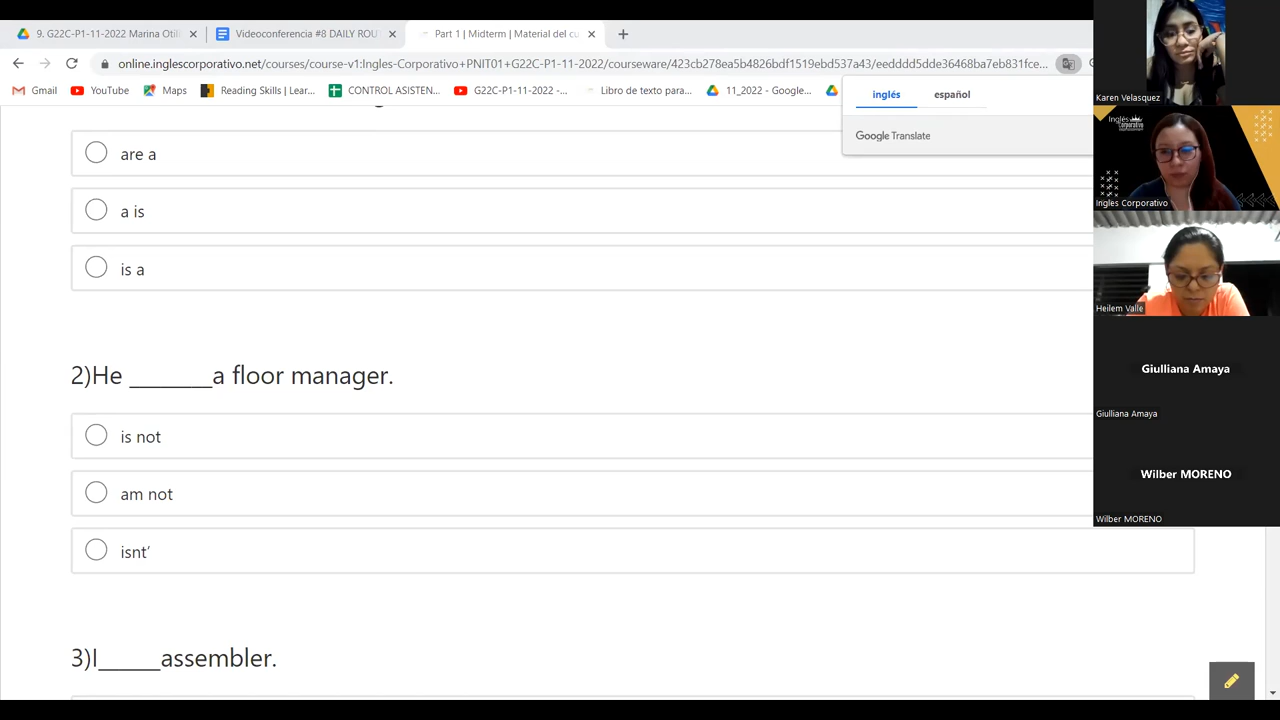 9. G22C-P1-11-2022 Marina Otili
Videoconferencia #8 DAILY ROU
Part 1 | Midterm | Material del cu
online.inglescorporativo.net/courses/course-v1:Ingles-Corporativo+PNIT01+G22C-P1-11-2022/courseware/423cb278ea5b4826bdf1519ebd537a43/eedddd5dde36468ba7eb831fce...
Gmail
YouTube
Maps
Reading Skills | Lear...
CONTROL ASISTEN...
G22C-P1-11-2022 -...
Libro de texto para...
11_2022 - Google...
inglés
español
Google Translate
are a
a is
is a
2)He ________a floor manager.
is not
am not
isnt’
3)I_____assembler.
Karen Velasquez
Inglés
Corporativo
Ingles Corporativo
Heilem Valle
Giulliana Amaya
Giulliana Amaya
Wilber MORENO
Wilber MORENO